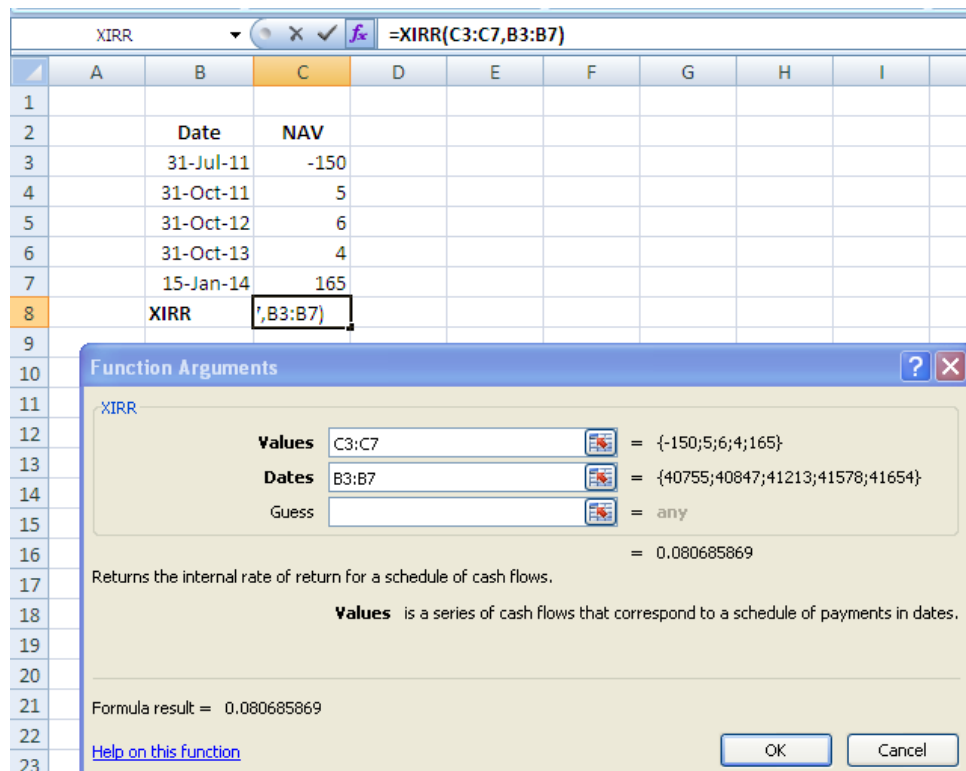 XIRR =XIRR(C3:C7,B3:B7)
A B C D E F G H I
1
2 Date NAV
3 31-Jul-11 -150
4 31-Oct-11 5
5 31-Oct-12 6
6 31-Oct-13 4
7 15-Jan-14 165
8 XIRR ,B3:B7)
9
10 Function Arguments
11 XIRR
12 Values C3:C7 = {-150;5;6;4;165}
13 Dates B3:B7 = {40755;40847;41213;41578;41654}
14
15 Guess = any
16 = 0.080685869
17 Returns the internal rate of return for a schedule of cash flows.
18 Values is a series of cash flows that correspond to a schedule of payments in dates.
19
20
21 Formula result = 0.080685869
22
23 Help on this function OK Cancel